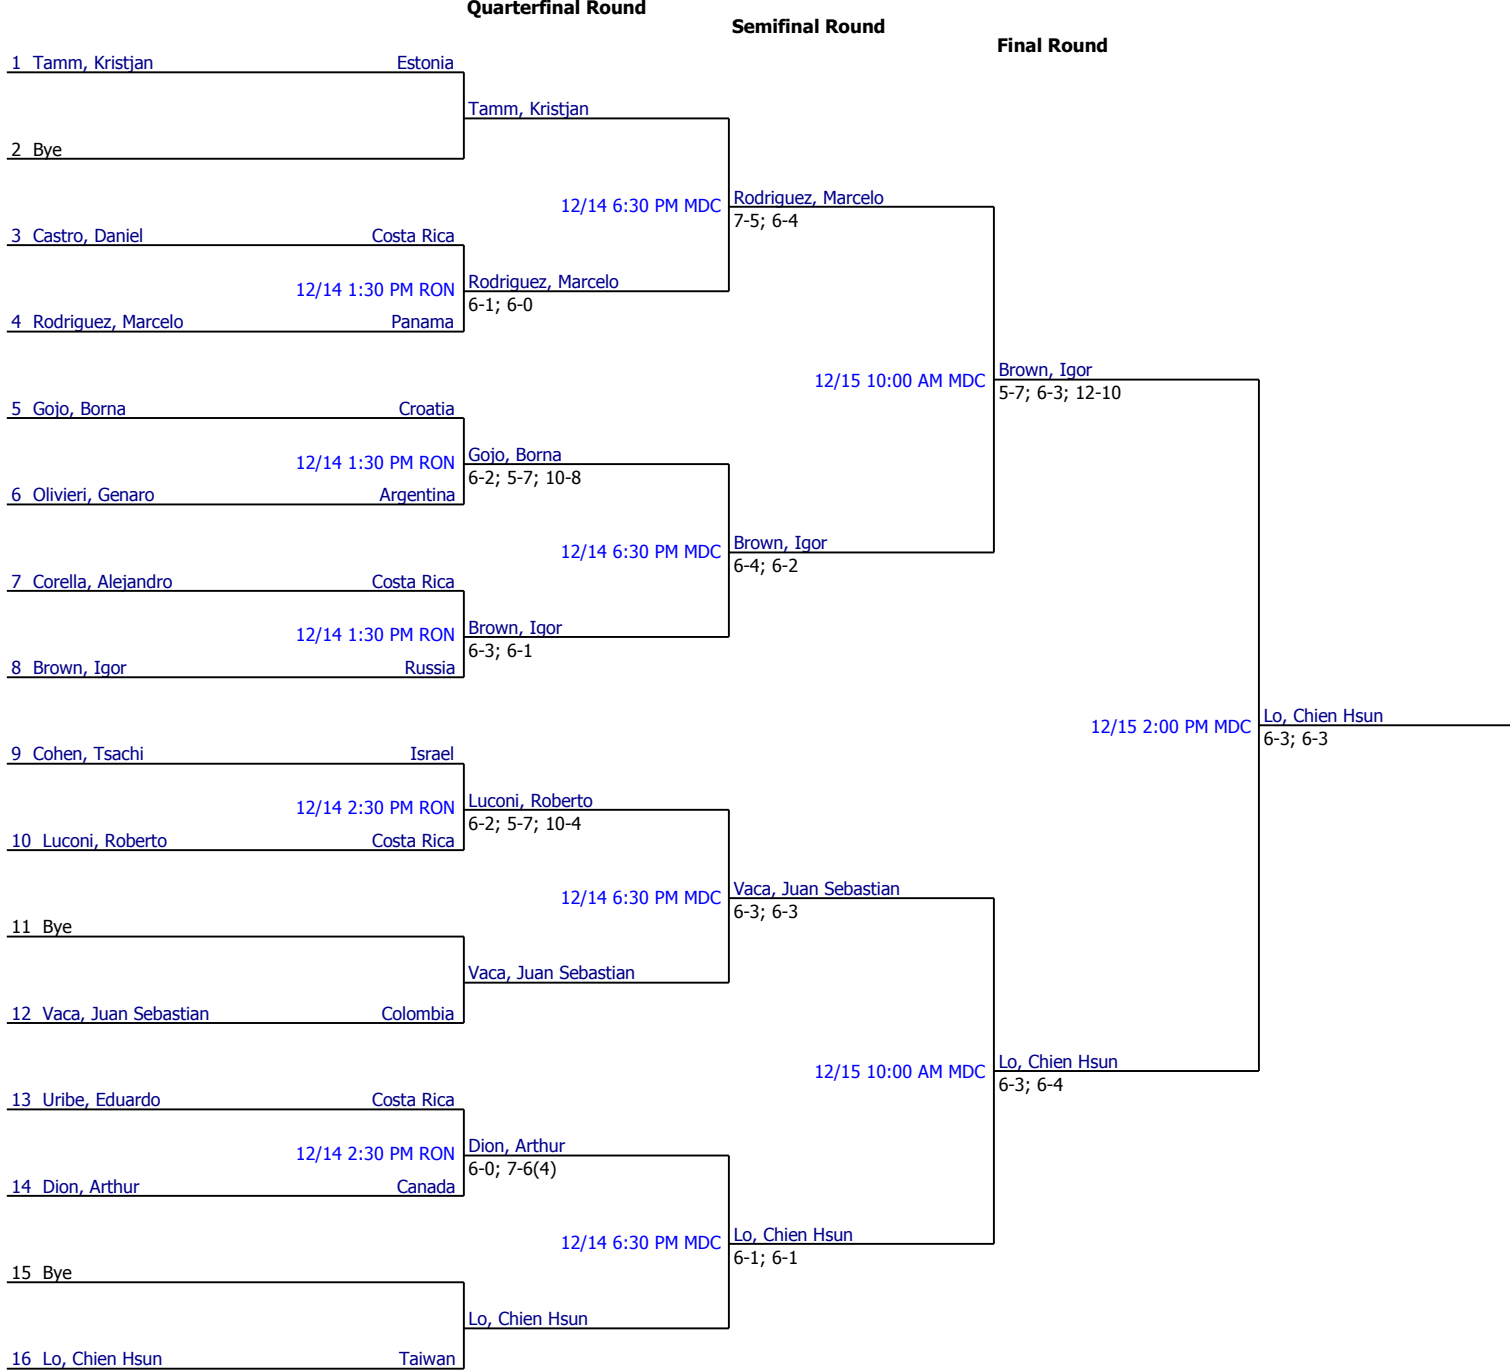 Quarterfinal Round
Semifinal Round
Final Round
1 Tamm, Kristjan Estonia
Tamm, Kristjan
2 Bye
12/14 6:30 PM MDC Rodriguez, Marcelo
7-5; 6-4
3 Castro, Daniel Costa Rica
12/14 1:30 PM RON Rodriguez, Marcelo
6-1; 6-0
4 Rodriguez, Marcelo Panama
12/15 10:00 AM MDC Brown, Igor
5-7; 6-3; 12-10
5 Gojo, Borna Croatia
12/14 1:30 PM RON Gojo, Borna
6-2; 5-7; 10-8
6 Olivieri, Genaro Argentina
12/14 6:30 PM MDC Brown, Igor
6-4; 6-2
7 Corella, Alejandro Costa Rica
12/14 1:30 PM RON Brown, Igor
6-3; 6-1
8 Brown, Igor Russia
12/15 2:00 PM MDC Lo, Chien Hsun
6-3; 6-3
9 Cohen, Tsachi Israel
12/14 2:30 PM RON Luconi, Roberto
6-2; 5-7; 10-4
10 Luconi, Roberto Costa Rica
12/14 6:30 PM MDC Vaca, Juan Sebastian
6-3; 6-3
11 Bye
Vaca, Juan Sebastian
12 Vaca, Juan Sebastian Colombia
12/15 10:00 AM MDC Lo, Chien Hsun
6-3; 6-4
13 Uribe, Eduardo Costa Rica
12/14 2:30 PM RON Dion, Arthur
6-0; 7-6(4)
14 Dion, Arthur Canada
12/14 6:30 PM MDC Lo, Chien Hsun
6-1; 6-1
15 Bye
Lo, Chien Hsun
16 Lo, Chien Hsun Taiwan